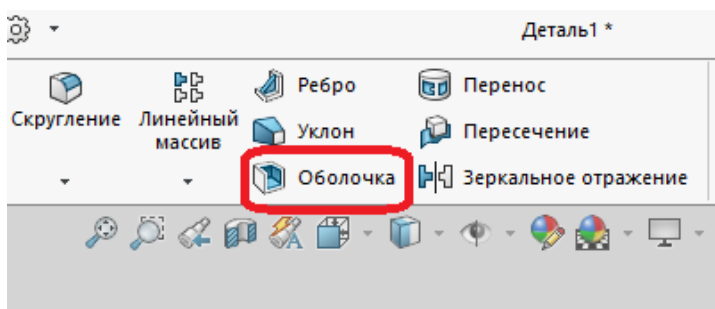 Деталь1 *
Скругление
Линейный
массив
Ребро
Уклон
Оболочка
Перенос
Пересечение
Зеркальное отражение